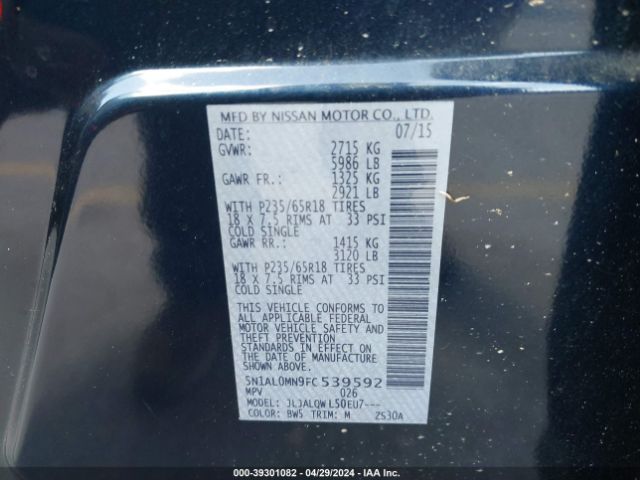 MFD BY NISSAN MOTOR CO., LTD.
DATE: 07/15
GVWR: 2715 KG
5986 LB
GAWR FR.: 1325 KG
2921 LB
WITH P235/65R18 TIRES
18 X 7.5 RIMS AT 33 PSI
COLD SINGLE
GAWR RR.: 1415 KG
3120 LB
WITH P235/65R18 TIRES
18 X 7.5 RIMS AT 33 PSI
COLD SINGLE
THIS VEHICLE CONFORMS TO
ALL APPLICABLE FEDERAL
MOTOR VEHICLE SAFETY AND
THEFT PREVENTION
STANDARDS IN EFFECT ON
THE DATE OF MANUFACTURE
SHOWN ABOVE.
5N1AL0MN9FC539592
MPV 026
MODEL: JLJALQWL50EU7---
COLOR: BW5 TRIM: M ZS30A
000-39301082 - 04/29/2024 - IAA Inc.